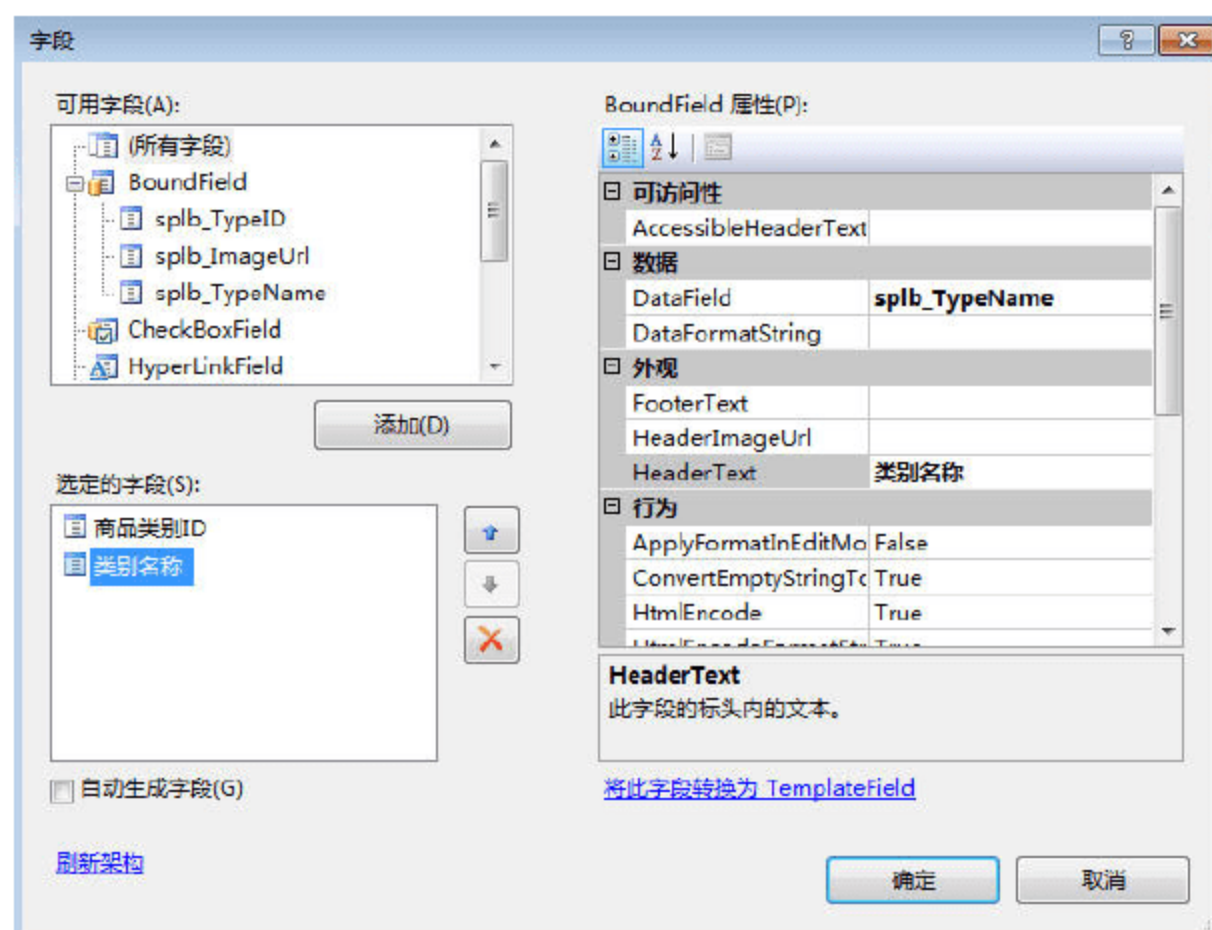 字段
可用字段(A):
(所有字段)
BoundField
splb_TypeID
splb_ImageUrl
splb_TypeName
CheckBoxField
HyperLinkField
添加(D)
选定的字段(S):
商品类别ID
类别名称
自动生成字段(G)
刷新架构
BoundField 属性(P):
可访问性
AccessibleHeaderText
数据
DataField splb_TypeName
DataFormatString
外观
FooterText
HeaderImageUrl
HeaderText 类别名称
行为
ApplyFormatInEditMo False
ConvertEmptyStringTo True
HtmlEncode True
HtmlEncodeFormatStr True
HeaderText
此字段的标头内的文本。
将此字段转换为 TemplateField
确定 取消